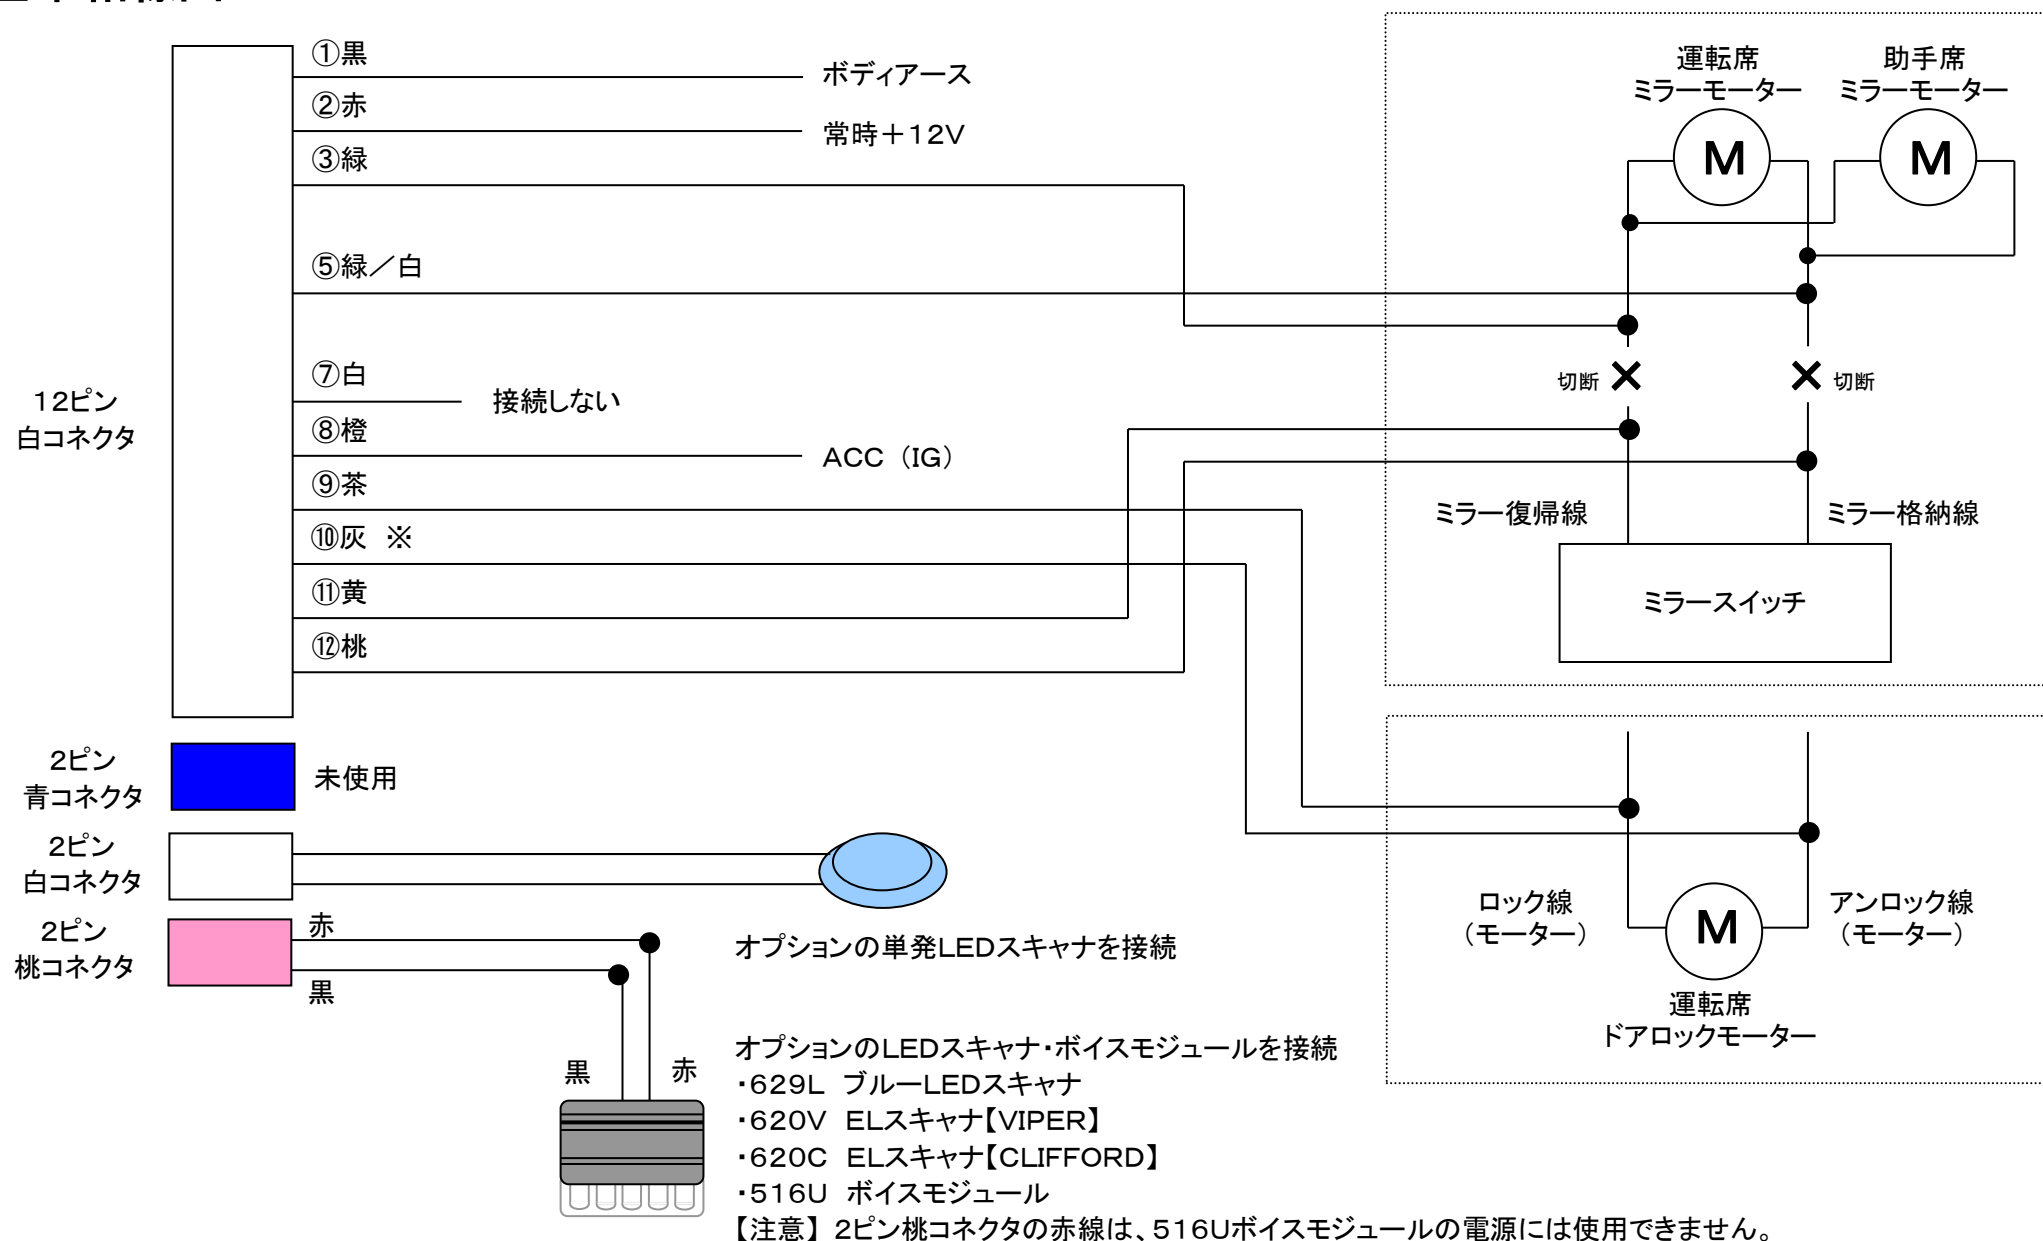 ①黒
ボディアース
②赤
常時＋12V
③緑
⑤緑／白
⑦白
接続しない
⑧橙
ACC（IG）
⑨茶
⑩灰 ※
⑪黄
⑫桃
12ピン
白コネクタ
運転席
ミラーモーター
助手席
ミラーモーター
M
M
切断
切断
ミラー復帰線
ミラー格納線
ミラースイッチ
2ピン
青コネクタ
未使用
2ピン
白コネクタ
2ピン
桃コネクタ
赤
黒
オプションの単発LEDスキャナを接続
ロック線
（モーター）
アンロック線
（モーター）
M
運転席
ドアロックモーター
黒
赤
オプションのLEDスキャナ・ボイスモジュールを接続
・629L ブルーLEDスキャナ
・620V ELスキャナ【VIPER】
・620C ELスキャナ【CLIFFORD】
・516U ボイスモジュール
【注意】2ピン桃コネクタの赤線は、516Uボイスモジュールの電源には使用できません。